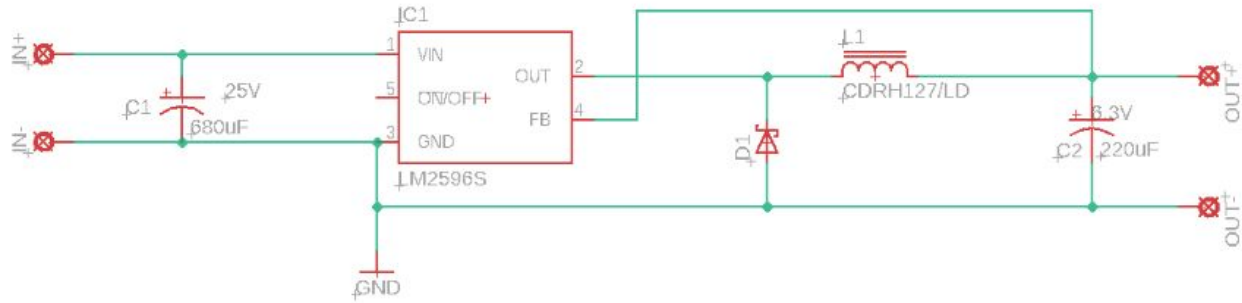 IC1
IN+
1
VIN
L1
OUT
2
25V
5
ON/OFF
CDRH127/LD
OUT+
C1
680uF
FB
4
6.3V
IN-
3
GND
D1
C2
220uF
LM2596S
OUT-
GND